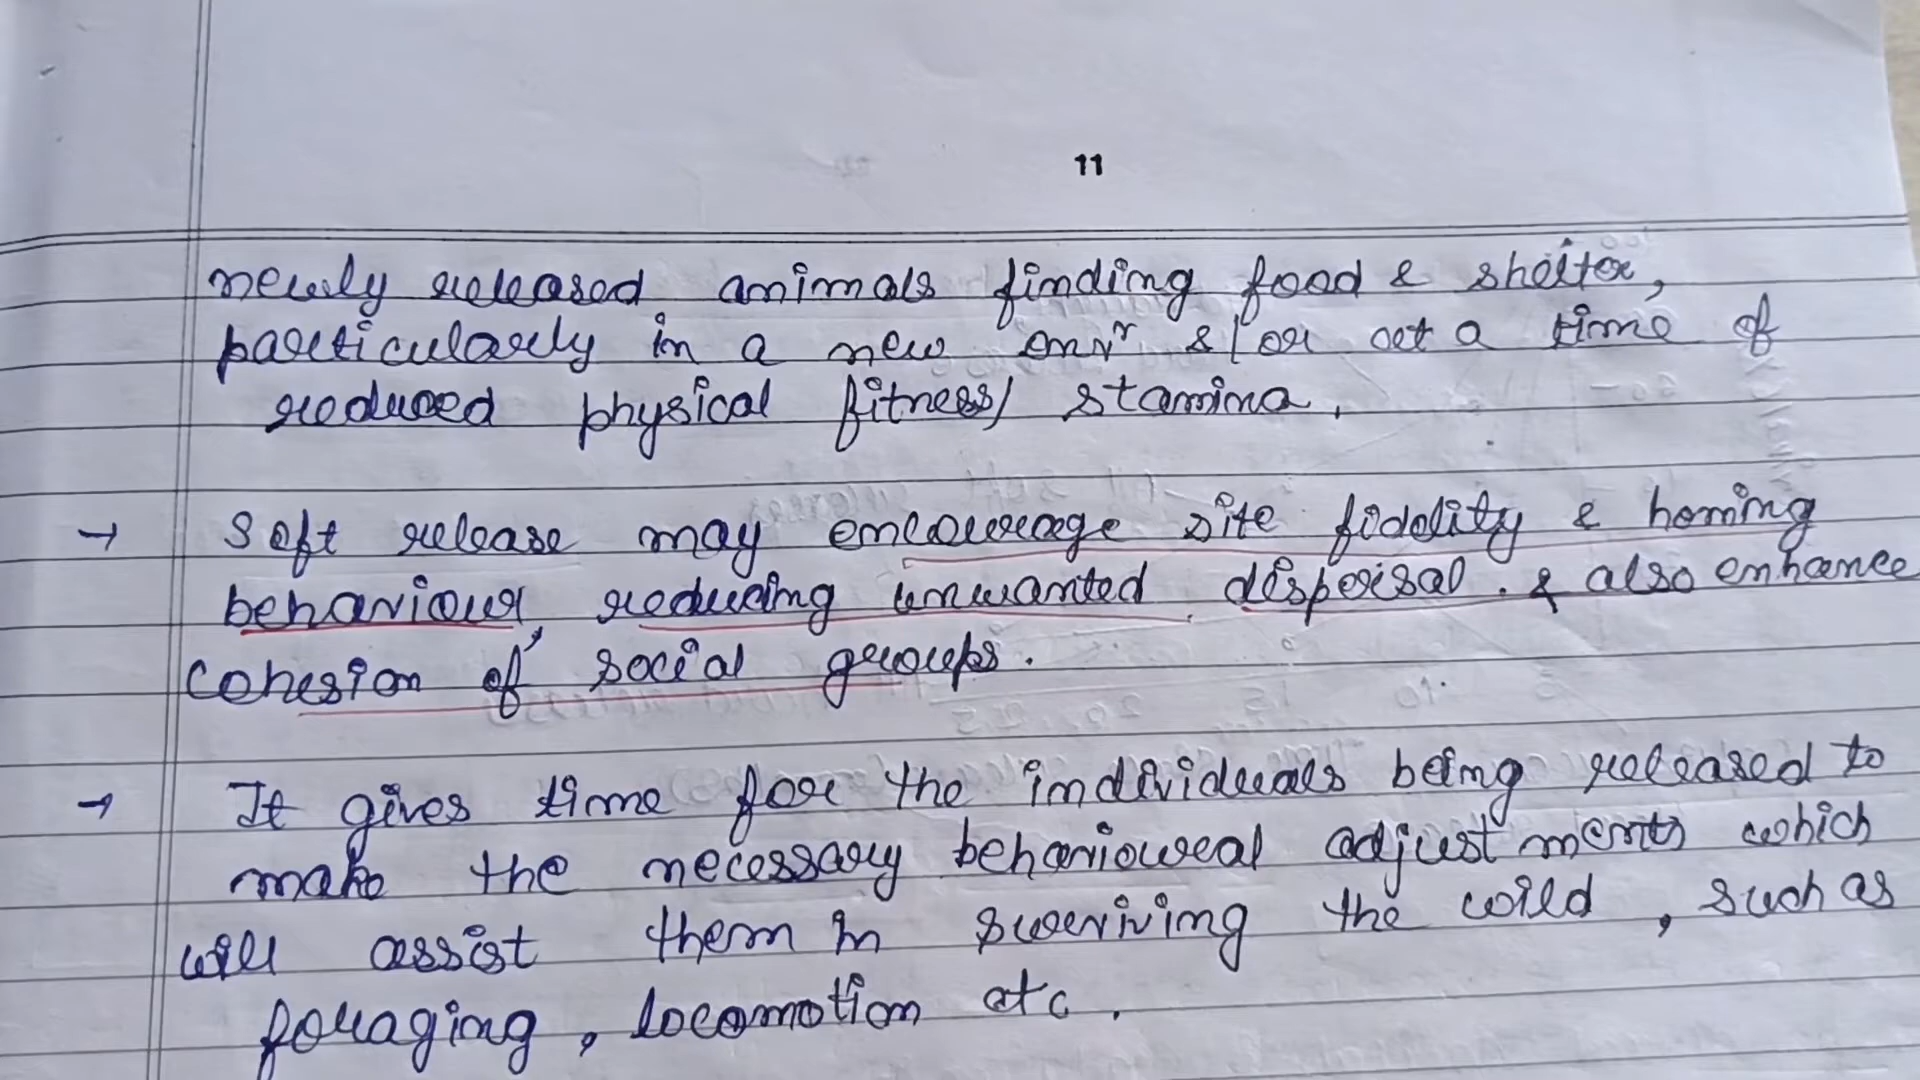 11
newly released animals finding food & shelter,
particularly in a new envr &/or at a time of
reduced physical fitness/ stamina.
→ Soft release may encourage site fidelity & homing
behaviour, reducing unwanted dispersal. & also enhance
cohesion of social groups.
→ It gives time for the individuals being released to
make the necessary behavioural adjustments which
will assist them in surviving the wild, such as
foraging, locomotion etc.